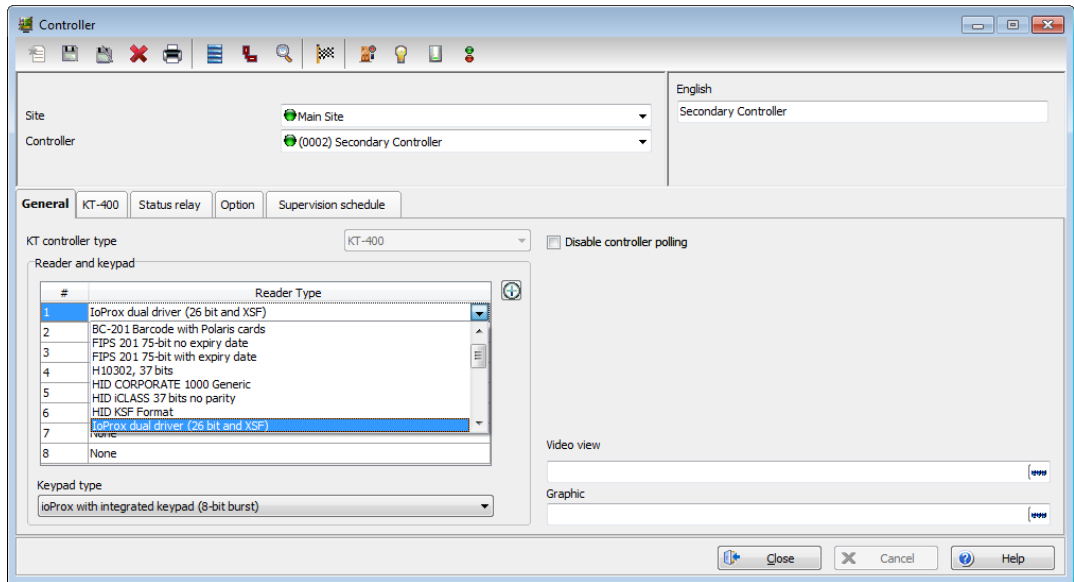 Controller
English
Site
Main Site
Secondary Controller
Controller
(0002) Secondary Controller
General
KT-400
Status relay
Option
Supervision schedule
KT controller type
KT-400
Disable controller polling
Reader and keypad
# Reader Type
1 IoProx dual driver (26 bit and XSF)
BC-201 Barcode with Polaris cards
FIPS 201 75-bit no expiry date
FIPS 201 75-bit with expiry date
H10302, 37 bits
HID CORPORATE 1000 Generic
HID iCLASS 37 bits no parity
HID KSF Format
IoProx dual driver (26 bit and XSF)
2
3
4
5
6
7 None
8 None
Video view
Keypad type
ioProx with integrated keypad (8-bit burst)
Graphic
Close
Cancel
Help